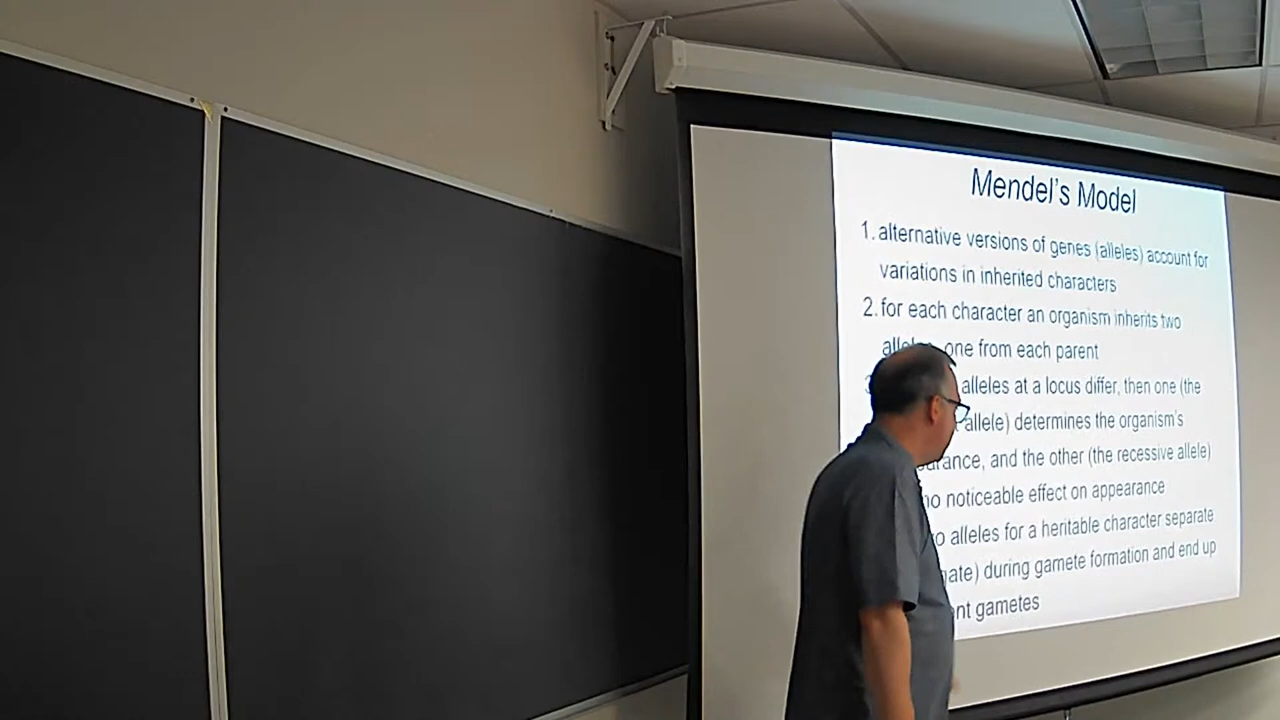 Mendel's Model
1. alternative versions of genes (alleles) account for
variations in inherited characters
2. for each character an organism inherits two
one from each parent
alleles at a locus differ, then one (the
allele) determines the organism's
and the other (the recessive allele)
no noticeable effect on appearance
alleles for a heritable character separate
during gamete formation and end up
gametes